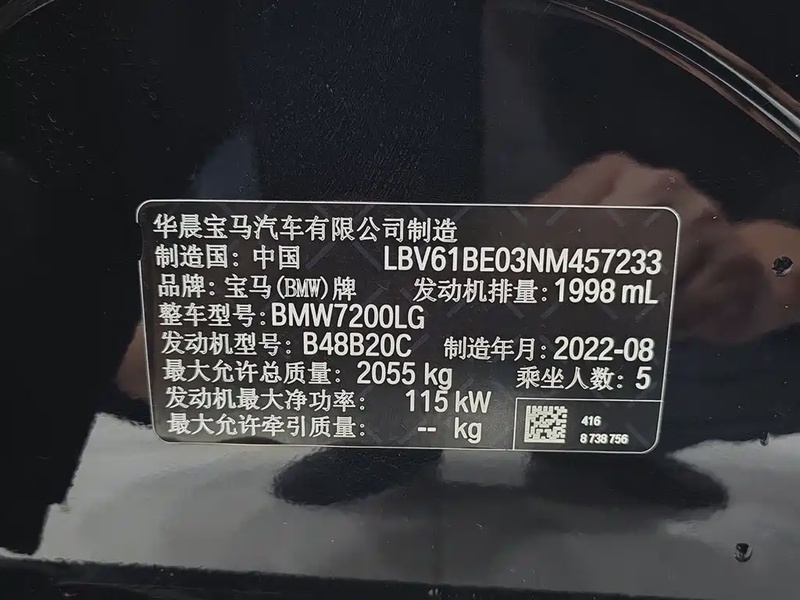 华晨宝马汽车有限公司制造
制造国：中国 LBV61BE03NM457233
品牌：宝马(BMW)牌 发动机排量：1998 mL
整车型号：BMW7200LG
发动机型号：B48B20C 制造年月：2022-08
最大允许总质量：2055 kg 乘坐人数：5
发动机最大净功率：115 kW
最大允许牵引质量：-- kg
416
8 738 756